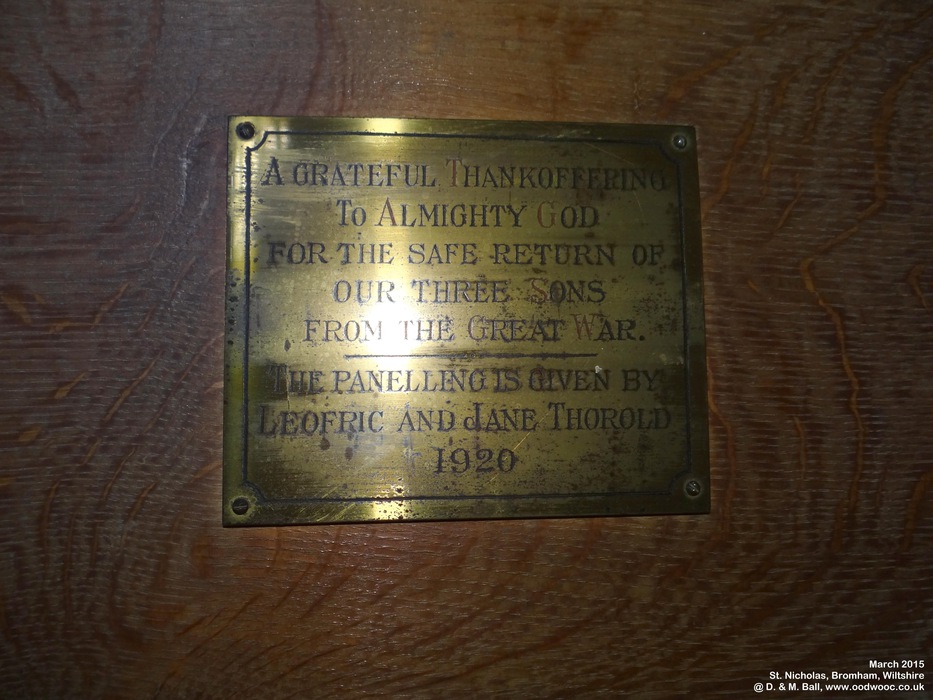 A GRATEFUL THANKOFFERING
TO ALMIGHTY GOD
FOR THE SAFE RETURN OF
OUR THREE SONS
FROM THE GREAT WAR.
THE PANELLING IS GIVEN BY
LEOFRIC AND JANE THOROLD
1920
March 2015
St. Nicholas, Bromham, Wiltshire
@ D. & M. Ball, www.oodwooc.co.uk